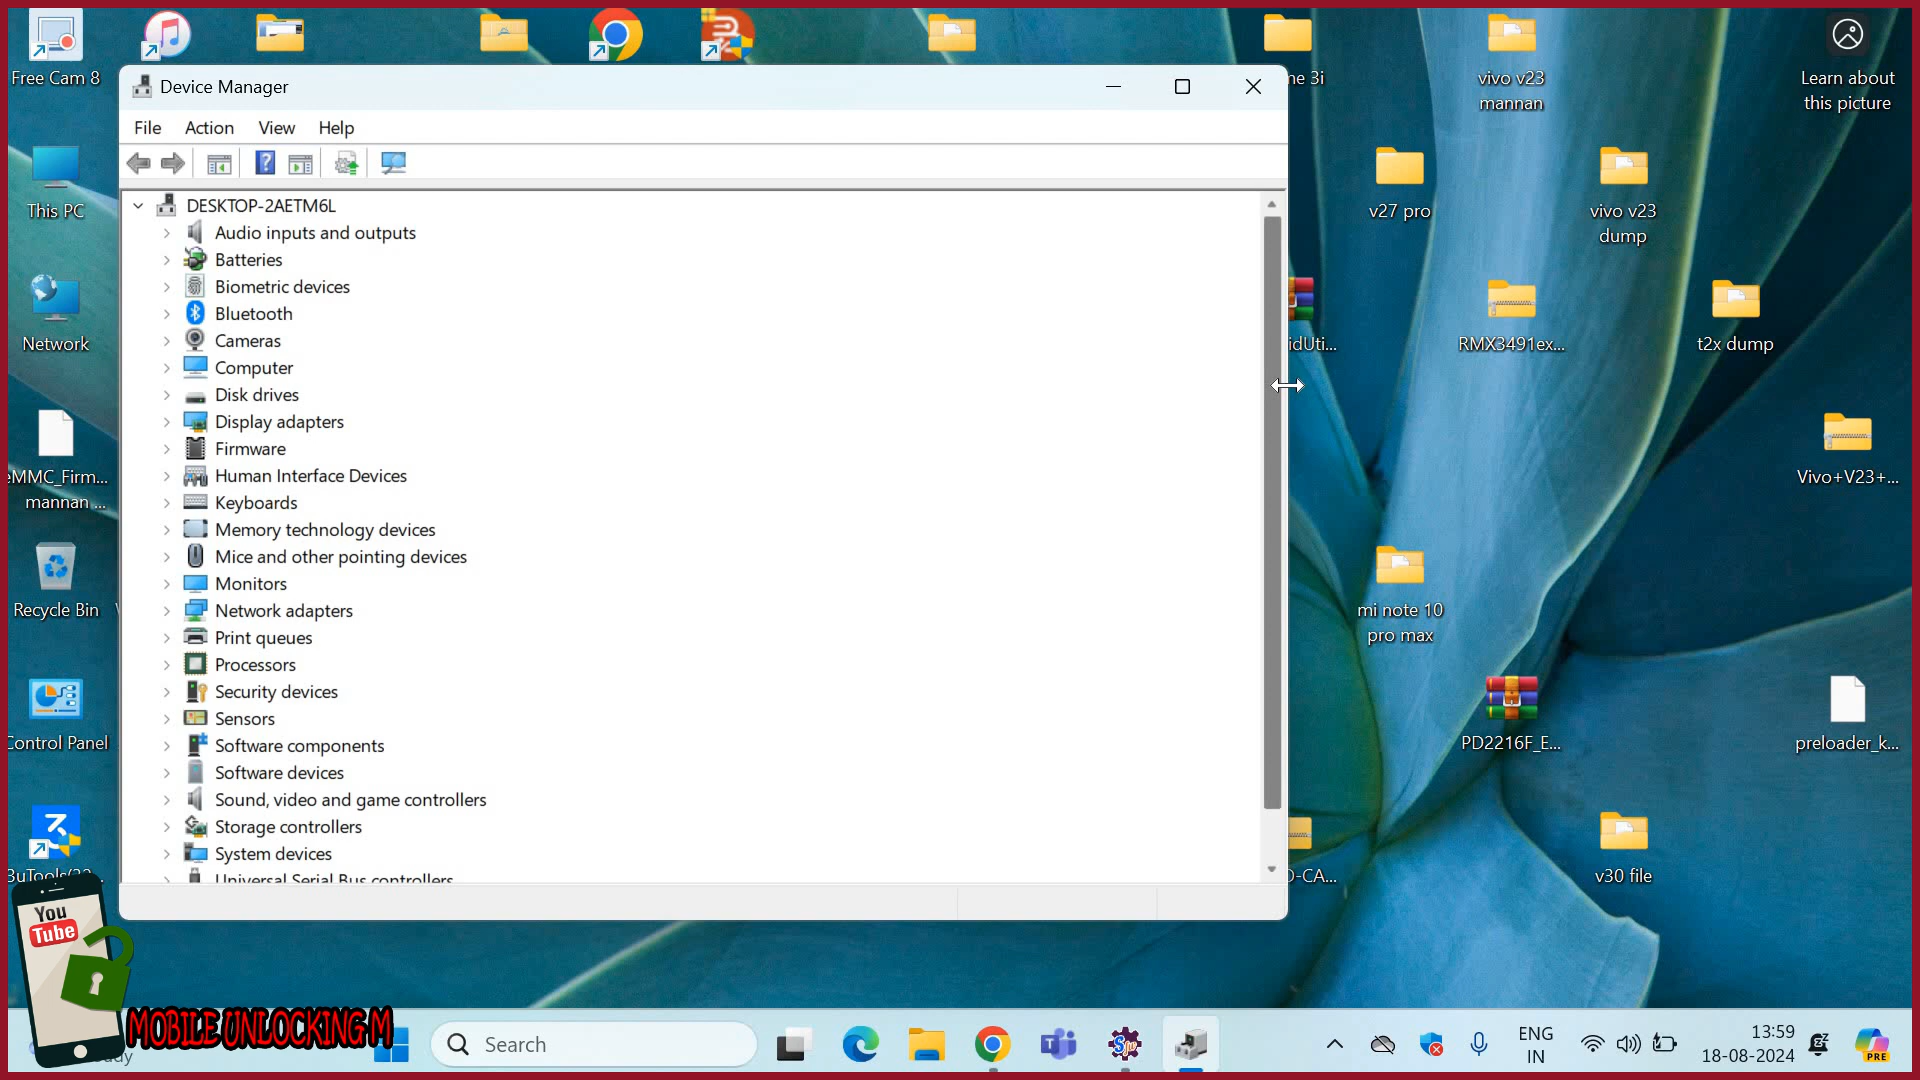 Free Cam 8
me 3i
vivo v23
mannan
Learn about
this picture
Device Manager
File
Action
View
Help
DESKTOP-2AETM6L
Audio inputs and outputs
Batteries
Biometric devices
Bluetooth
Cameras
Computer
Disk drives
Display adapters
Firmware
Human Interface Devices
Keyboards
Memory technology devices
Mice and other pointing devices
Monitors
Network adapters
Print queues
Processors
Security devices
Sensors
Software components
Software devices
Sound, video and game controllers
Storage controllers
System devices
Universal Serial Bus controllers
This PC
Network
eMMC_Firm...
mannan ...
Recycle Bin
Control Panel
v27 pro
vivo v23
dump
idUti...
RMX3491ex...
t2x dump
Vivo+V23+...
mi note 10
pro max
PD2216F_E...
preloader_k...
D-CA...
v30 file
You
Tube
MOBILE UNLOCKING M
Search
ENG
IN
13:59
18-08-2024
PRE